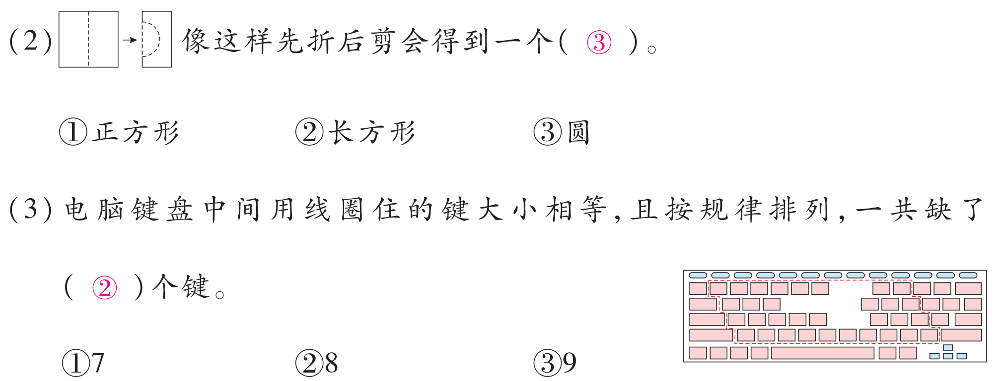 (2) 像这样先折后剪会得到一个( ③ )。
①正方形 ②长方形 ③圆
(3)电脑键盘中间用线圈住的键大小相等,且按规律排列,一共缺了
( ② )个键。
①7 ②8 ③9